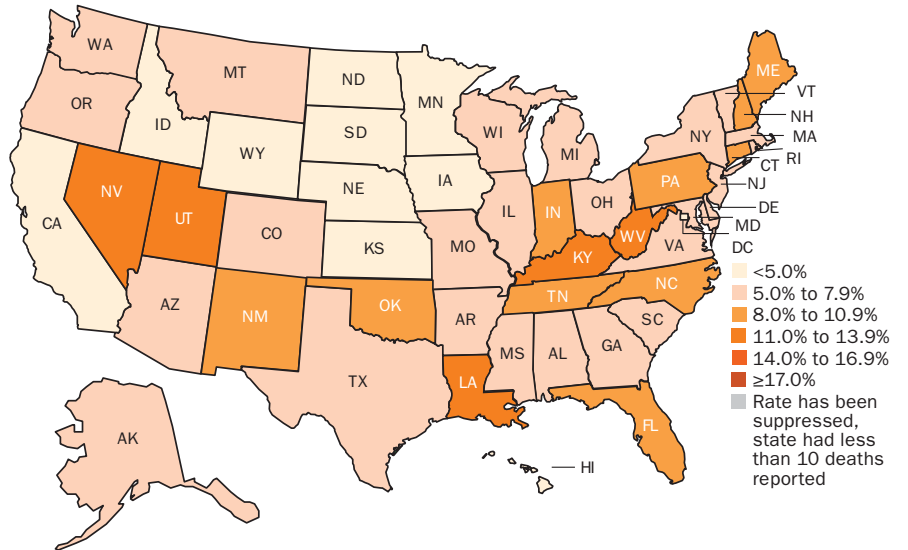 WA
MT
ND
MN
ME
VT
NH
OR
ID
SD
WI
NY
MA
WY
MI
RI
CT
IA
NE
PA
NJ
NV
UT
IL
IN
OH
DE
CA
CO
KS
MO
WV
VA
MD
DC
KY
<5.0%
AZ
NM
OK
TN
NC
5.0% to 7.9%
AR
SC
8.0% to 10.9%
MS
AL
GA
11.0% to 13.9%
TX
LA
14.0% to 16.9%
≥17.0%
FL
Rate has been
suppressed,
state had less
than 10 deaths
reported
AK
HI